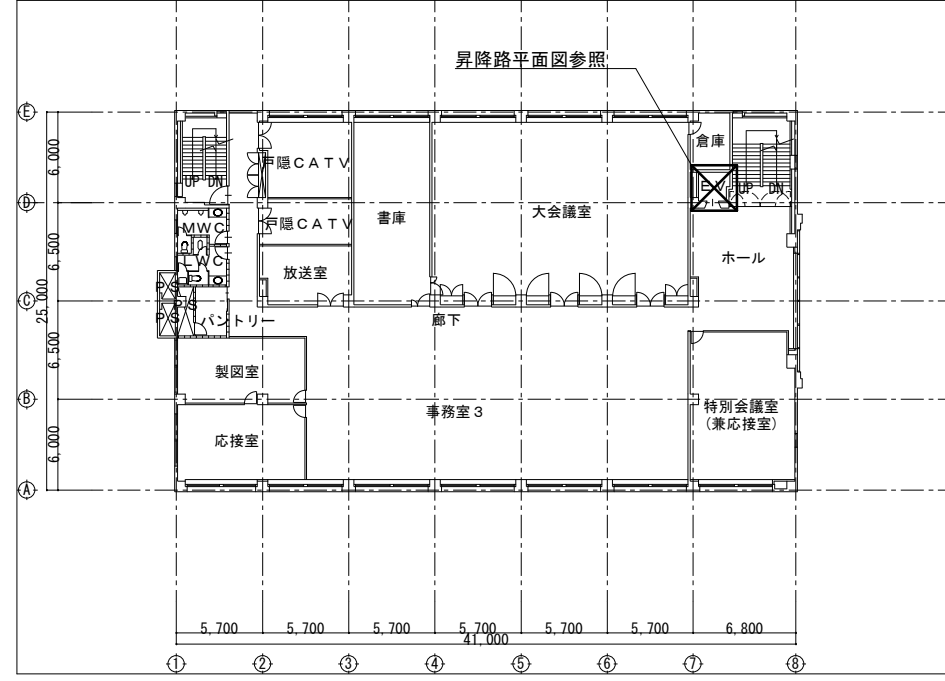 昇降路平面図参照
E
倉庫
戸隠CATV
UP DN
EV
UP DN
D
書庫
大会議室
MWC
戸隠CATV
ホール
LWC
放送室
PS
PS
PS
C
パントリー
廊下
製図室
B
事務室3
特別会議室
(兼応接室)
応接室
A
6,000
6,500
25,000
6,500
6,000
5,700
5,700
5,700
5,700
5,700
5,700
6,800
41,000
1
2
3
4
5
6
7
8